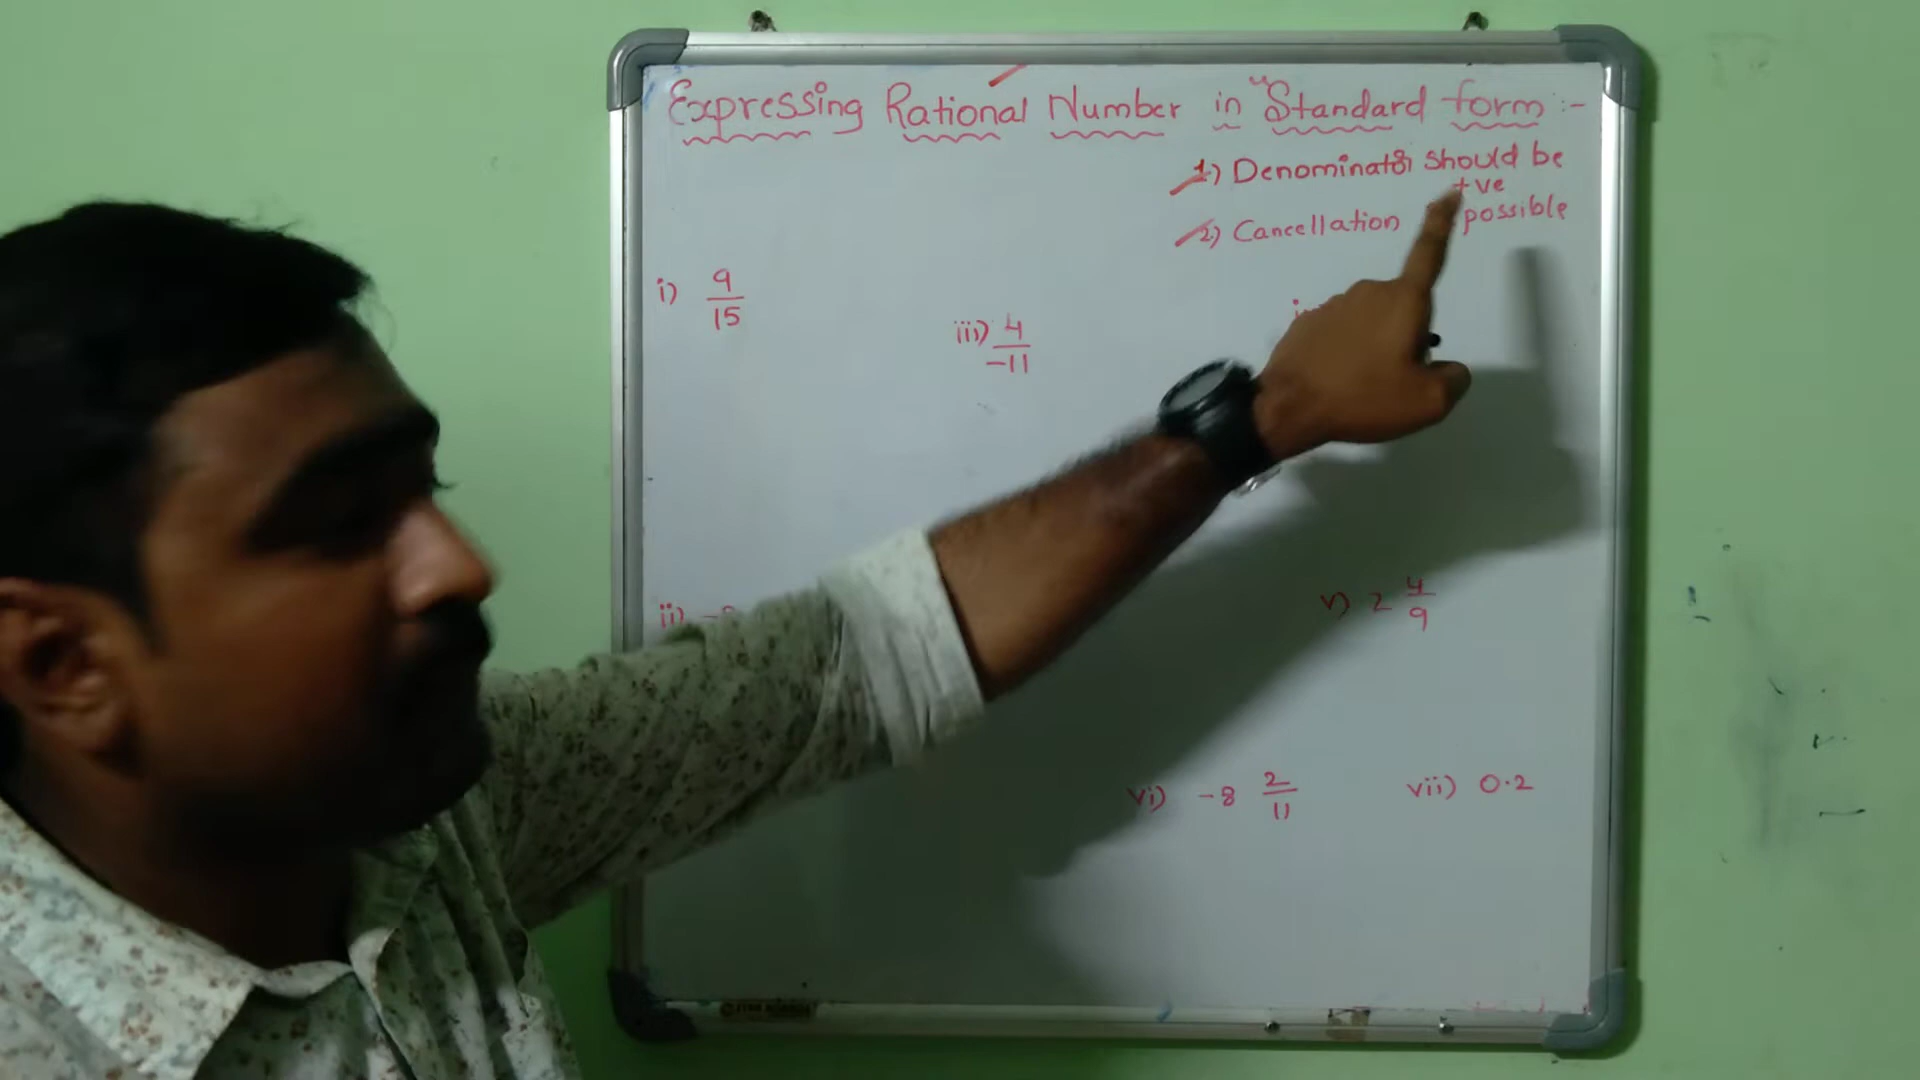 Expressing Rational Number in "Standard form :-
1) Denominator should be
+ve
2) Cancellation possible
i) 9/15
iii) 4/-11
ii)
v) 2 4/9
vi) -8 2/11
vii) 0.2